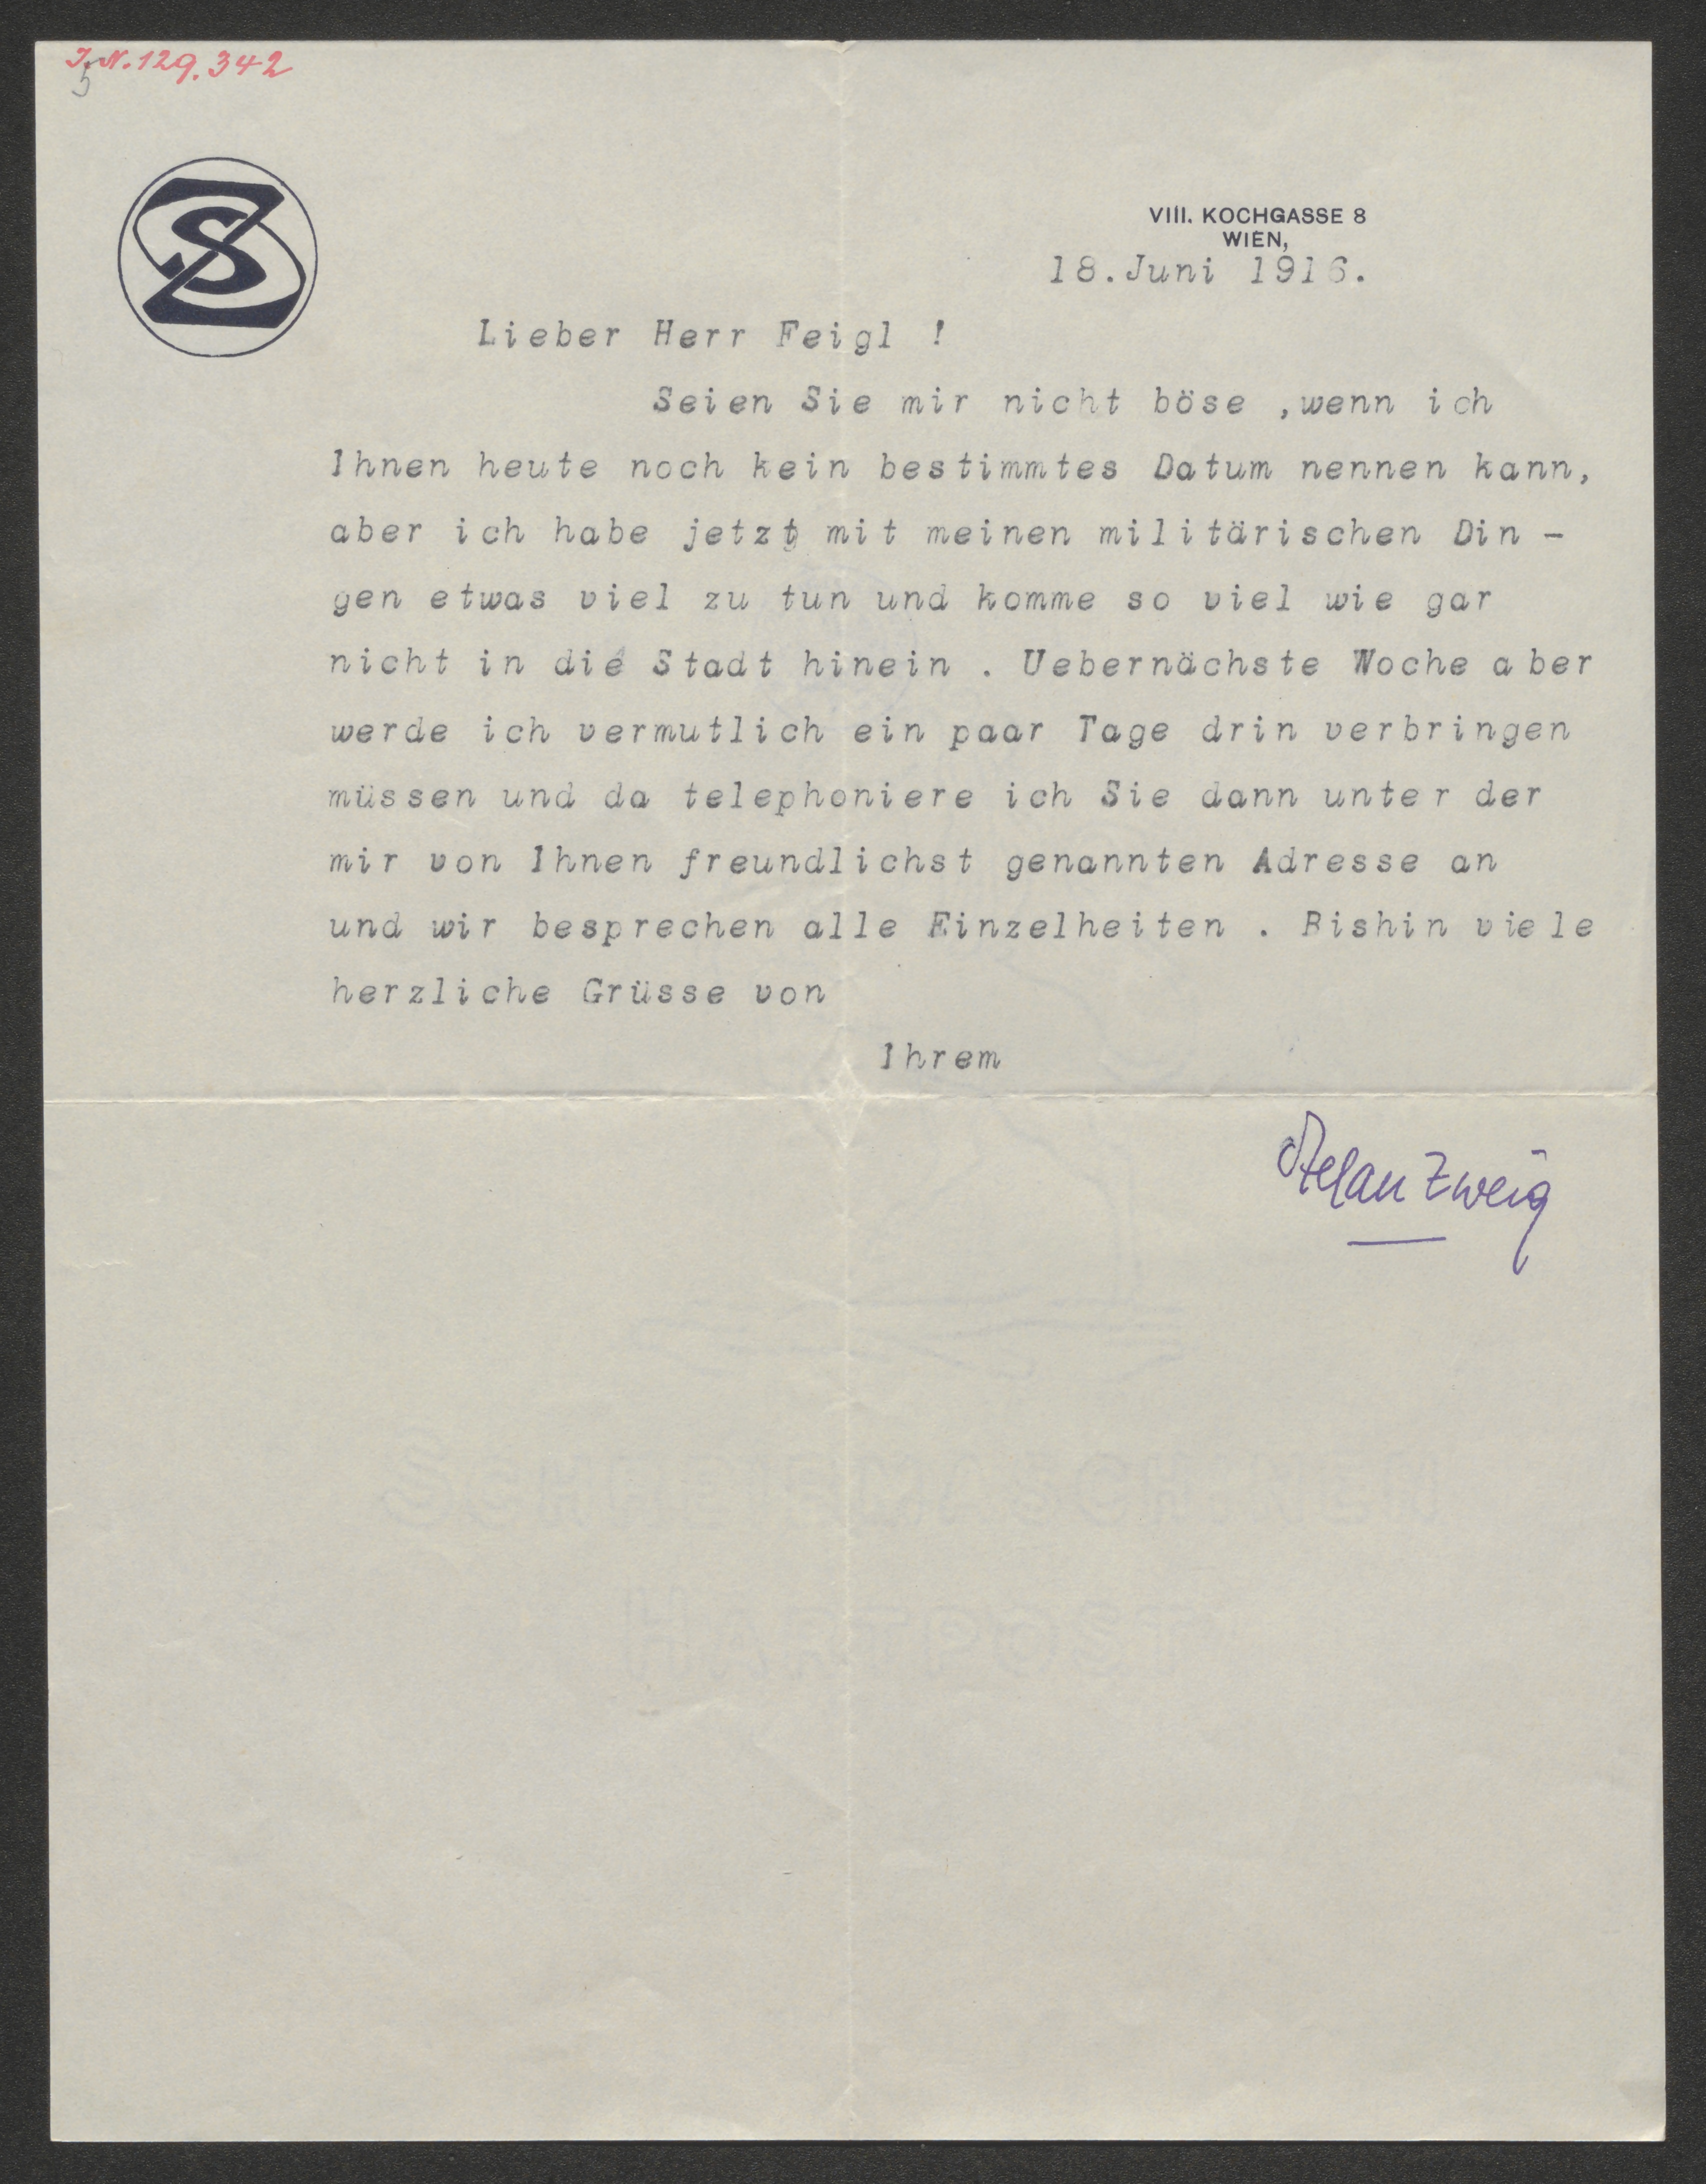 J.N. 129.342
5
SZ
VIII. KOCHGASSE 8
WIEN,
18.Juni 1916.
Lieber Herr Feigl !
Seien Sie mir nicht böse ,wenn ich
Ihnen heute noch kein bestimmtes Datum nennen kann,
aber ich habe jetzt mit meinen militärischen Din -
gen etwas viel zu tun und komme so viel wie gar
nicht in die Stadt hinein . Uebernächste Woche aber
werde ich vermutlich ein paar Tage drin verbringen
müssen und da telephoniere ich Sie dann unter der
mir von Ihnen freundlichst genannten Adresse an
und wir besprechen alle Einzelheiten . Bishin viele
herzliche Grüsse von
Ihrem
Stefan Zweig